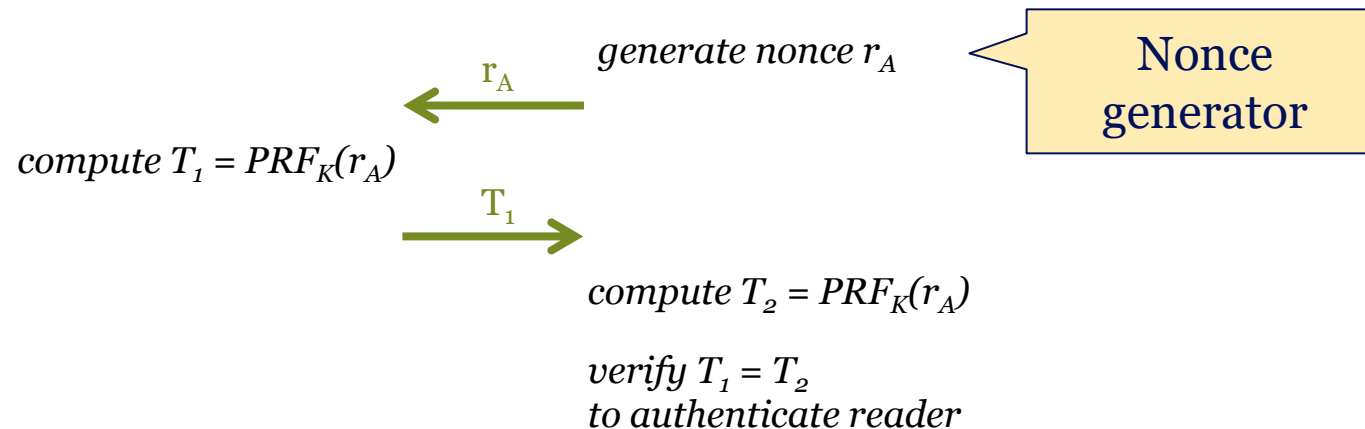 generate nonce r_A
Nonce
generator
r_A
compute T_1 = PRF_K(r_A)
T_1
compute T_2 = PRF_K(r_A)
verify T_1 = T_2
to authenticate reader